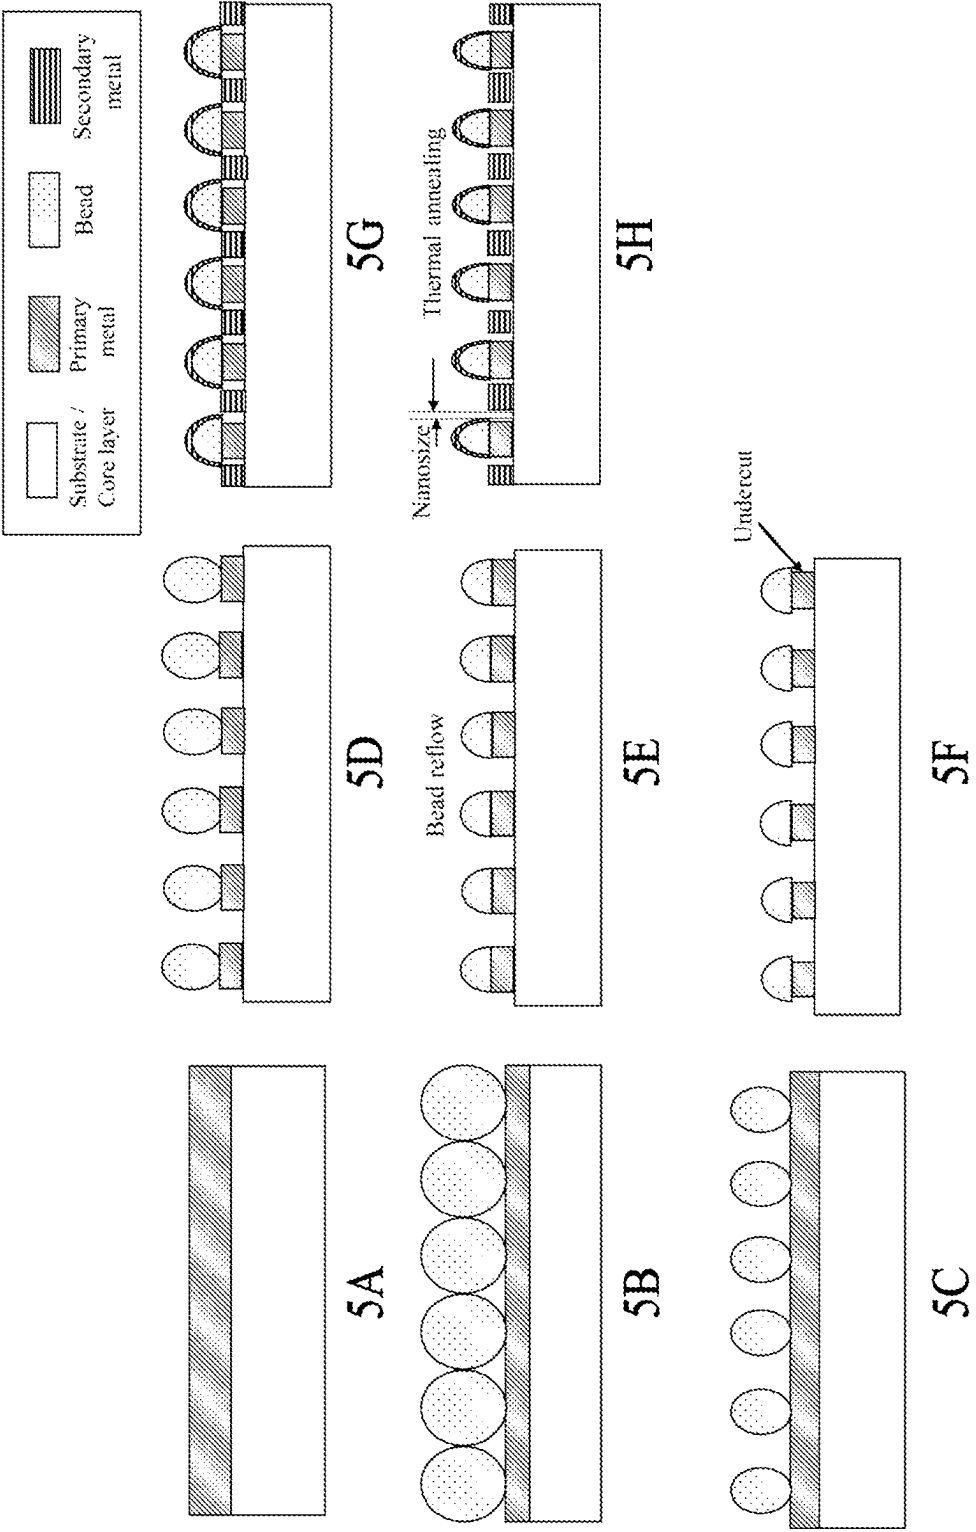 5A
5B
5C
5D
Bead reflow
5E
Undercut
5F
5G
Nanosize
Thermal annealing
5H
Substrate /
Core layer
Primary
metal
Bead
Secondary
metal